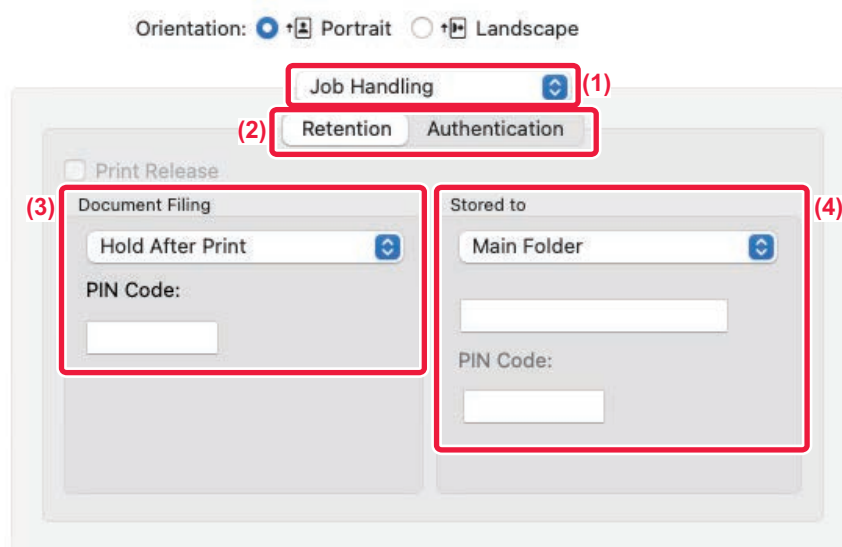 Orientation: Portrait Landscape
Job Handling (1)
(2) Retention Authentication
Print Release
(3) Document Filing Stored to (4)
Hold After Print Main Folder
PIN Code:
PIN Code: